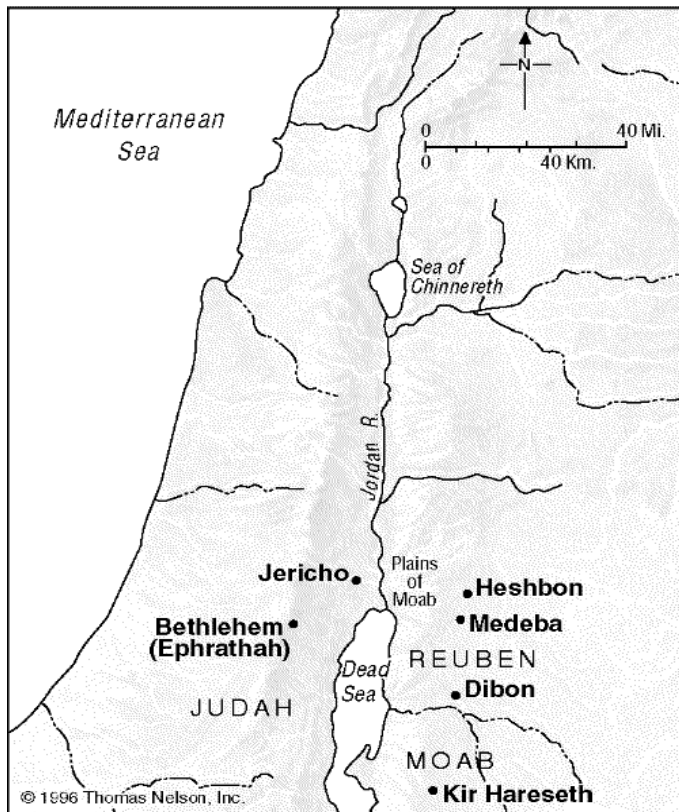 Mediterranean
Sea
N
0
40 Mi.
0
40 Km.
Sea of
Chinnereth
Jordan R.
Jericho
Plains
of
Moab
Heshbon
Bethlehem
(Ephrathah)
Medeba
REUBEN
Dead
Sea
Dibon
JUDAH
MOAB
Kir Hareseth
© 1996 Thomas Nelson, Inc.